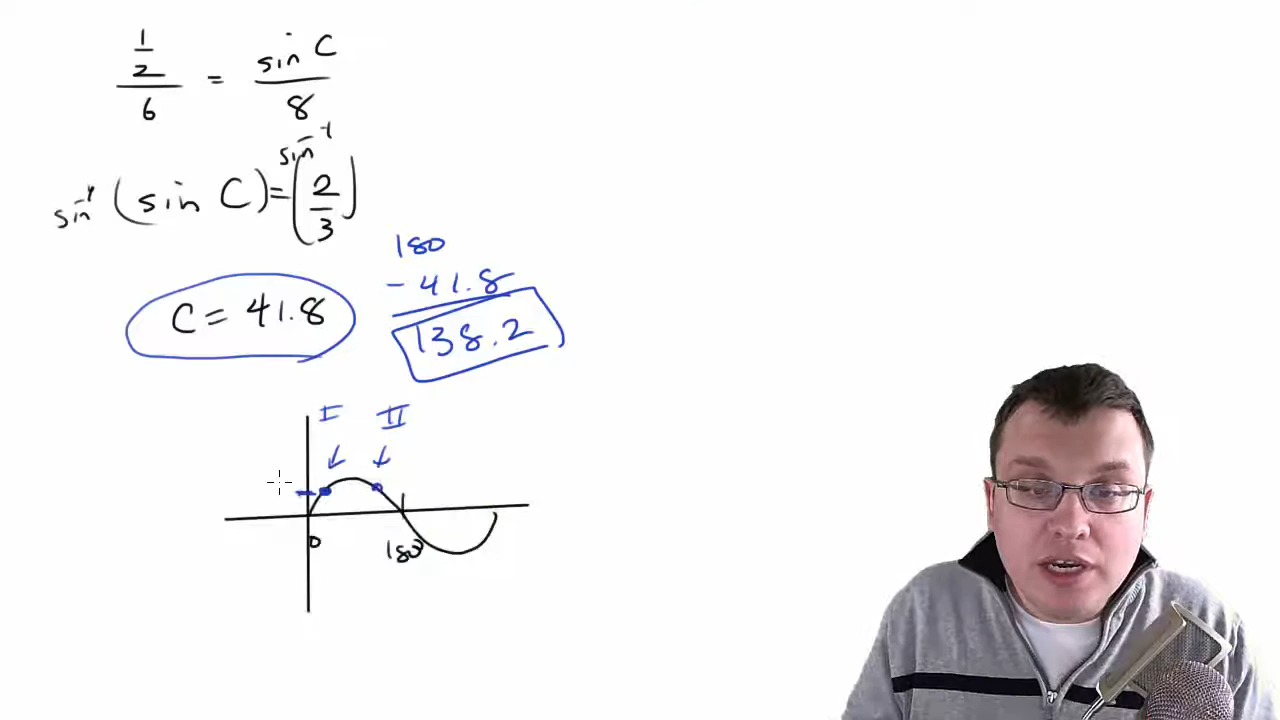 1/2 / 6 = sin C / 8
sin⁻¹ (sin C) = sin⁻¹ (2/3)
C = 41.8
180
- 41.8
138.2
I II
0 180